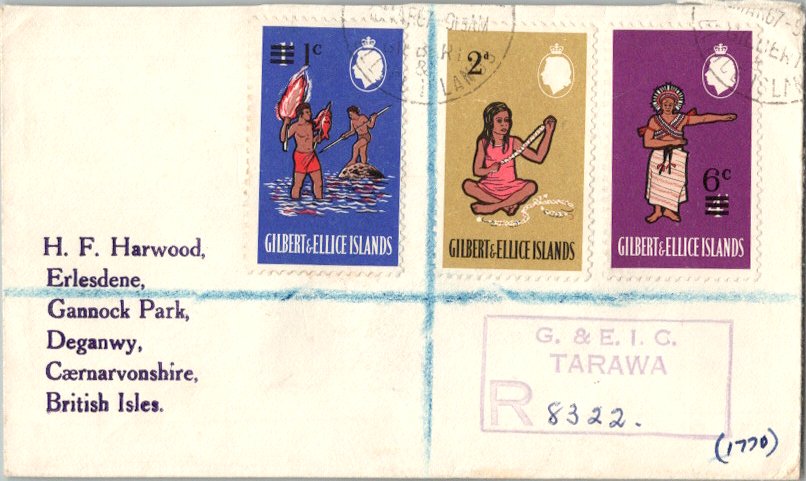 1c
GILBERT & ELLICE ISLANDS
2d
GILBERT & ELLICE ISLANDS
6c
GILBERT & ELLICE ISLANDS
H. F. Harwood,
Erlesdene,
Gannock Park,
Deganwy,
Cærnarvonshire,
British Isles.
G. & E. I. C.
TARAWA
R 8322.
(1770)